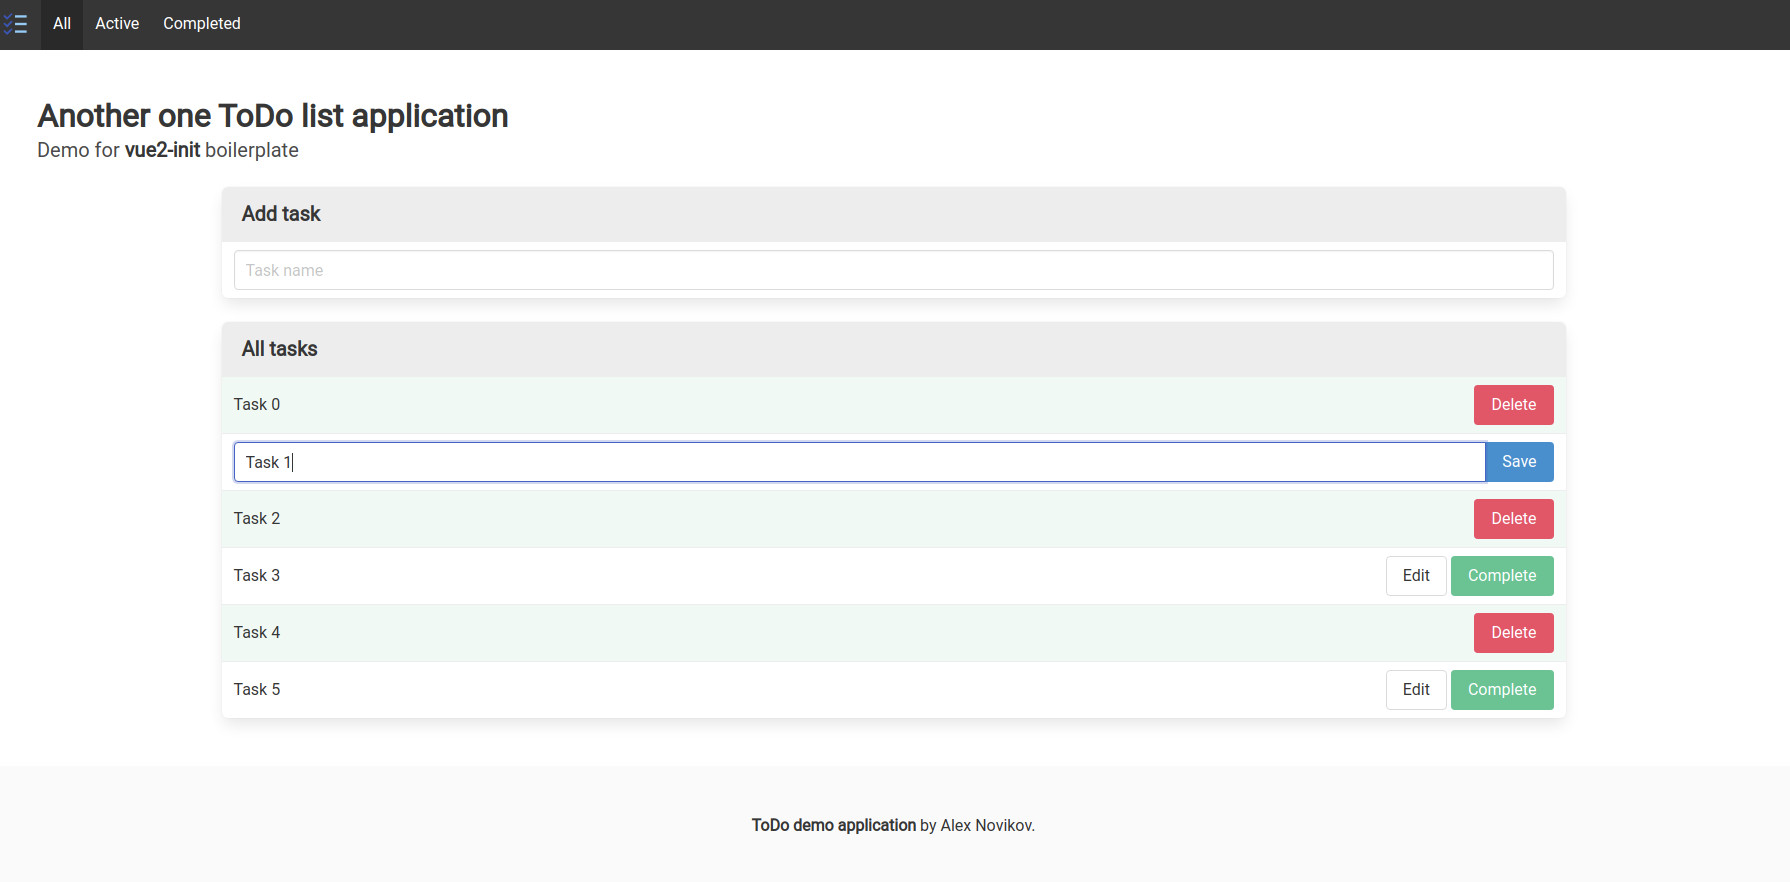 All Active Completed
Another one ToDo list application
Demo for vue2-init boilerplate
Add task
Task name
All tasks
Task 0 Delete
Task 1 Save
Task 2 Delete
Task 3 Edit Complete
Task 4 Delete
Task 5 Edit Complete
ToDo demo application by Alex Novikov.